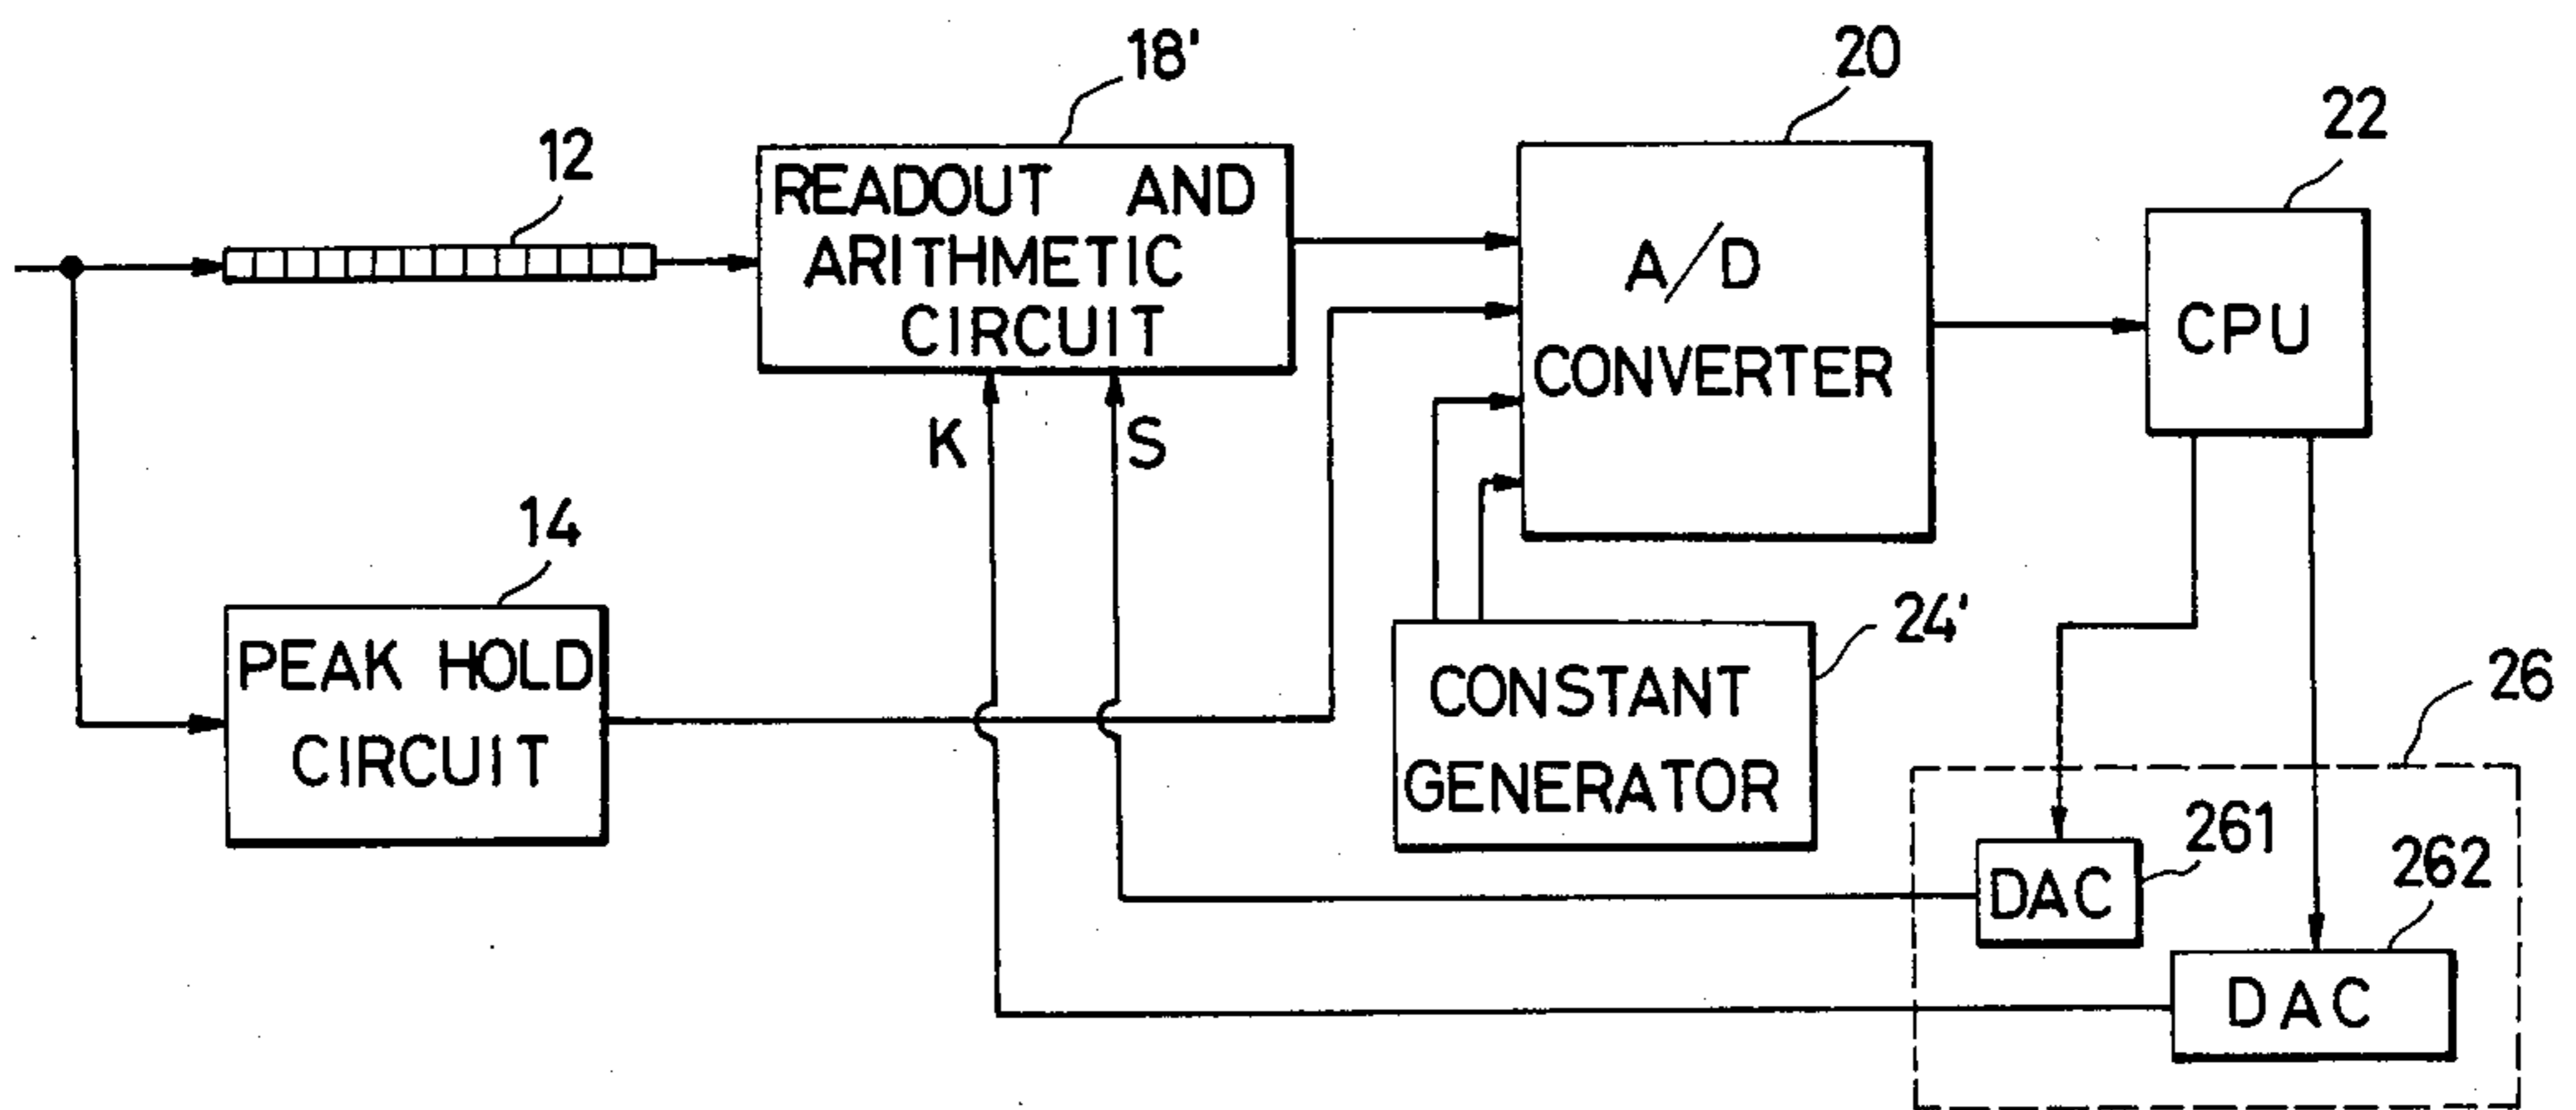 18'
20
22
12
READOUT AND
ARITHMETIC
CIRCUIT
A/D
CONVERTER
CPU
K
S
14
PEAK HOLD
CIRCUIT
24'
CONSTANT
GENERATOR
26
261
DAC
262
DAC